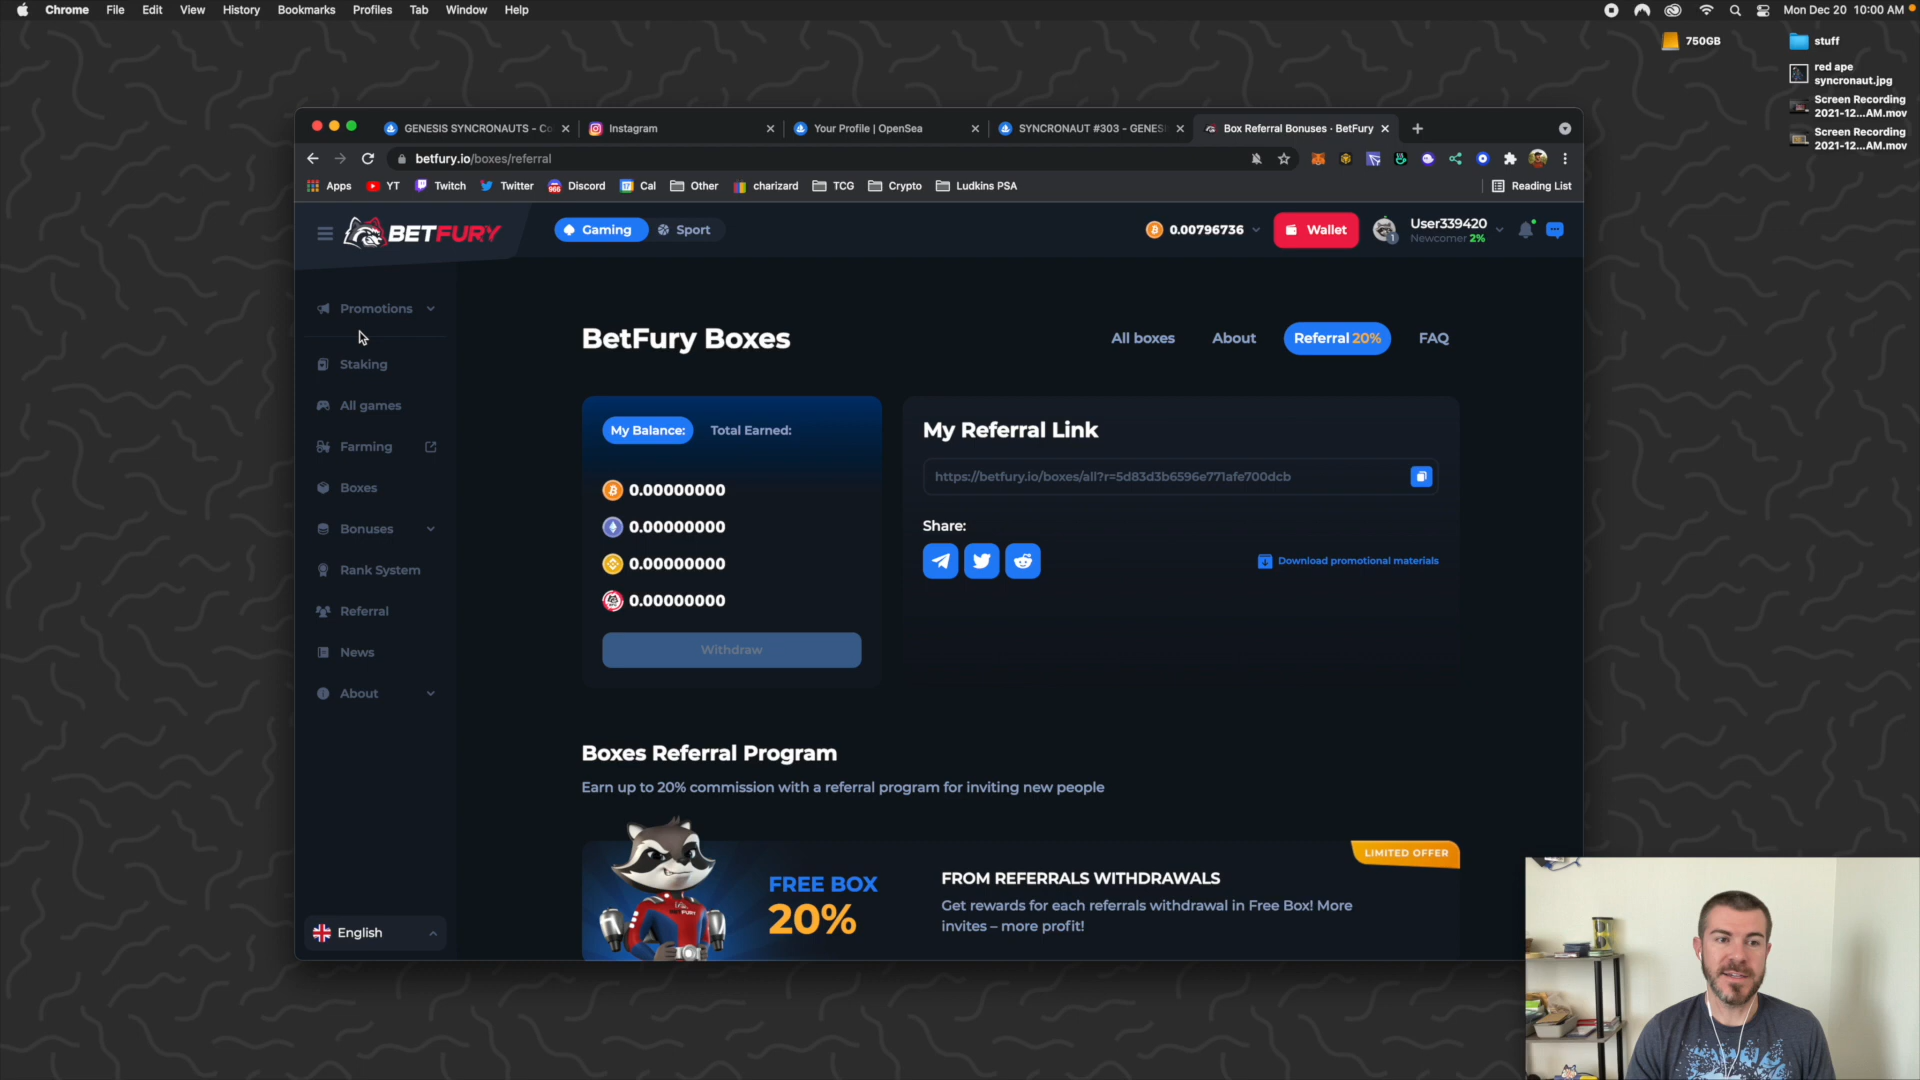 Chrome File Edit View History Bookmarks Profiles Tab Window Help
Mon Dec 20 10:00 AM
750GB
stuff
red ape
syncronaut.jpg
Screen Recording
2021-12...AM.mov
Screen Recording
2021-12...AM.mov
GENESIS SYNCRONAUTS - Co
Instagram
Your Profile | OpenSea
SYNCRONAUT #303 - GENES
Box Referral Bonuses · BetFury
betfury.io/boxes/referral
Apps YT Twitch Twitter Discord Cal Other charizard TCG Crypto Ludkins PSA Reading List
BETFURY
Gaming
Sport
0.00796736
Wallet
User339420
Newcomer 2%
1
Promotions
Staking
All games
Farming
Boxes
Bonuses
Rank System
Referral
News
About
English
BetFury Boxes
All boxes
About
Referral 20%
FAQ
My Balance:
Total Earned:
0.00000000
0.00000000
0.00000000
0.00000000
Withdraw
My Referral Link
https://betfury.io/boxes/all?r=5d83d3b6596e771afe700dcb
Share:
Download promotional materials
Boxes Referral Program
Earn up to 20% commission with a referral program for inviting new people
FREE BOX
20%
LIMITED OFFER
FROM REFERRALS WITHDRAWALS
Get rewards for each referrals withdrawal in Free Box! More
invites – more profit!